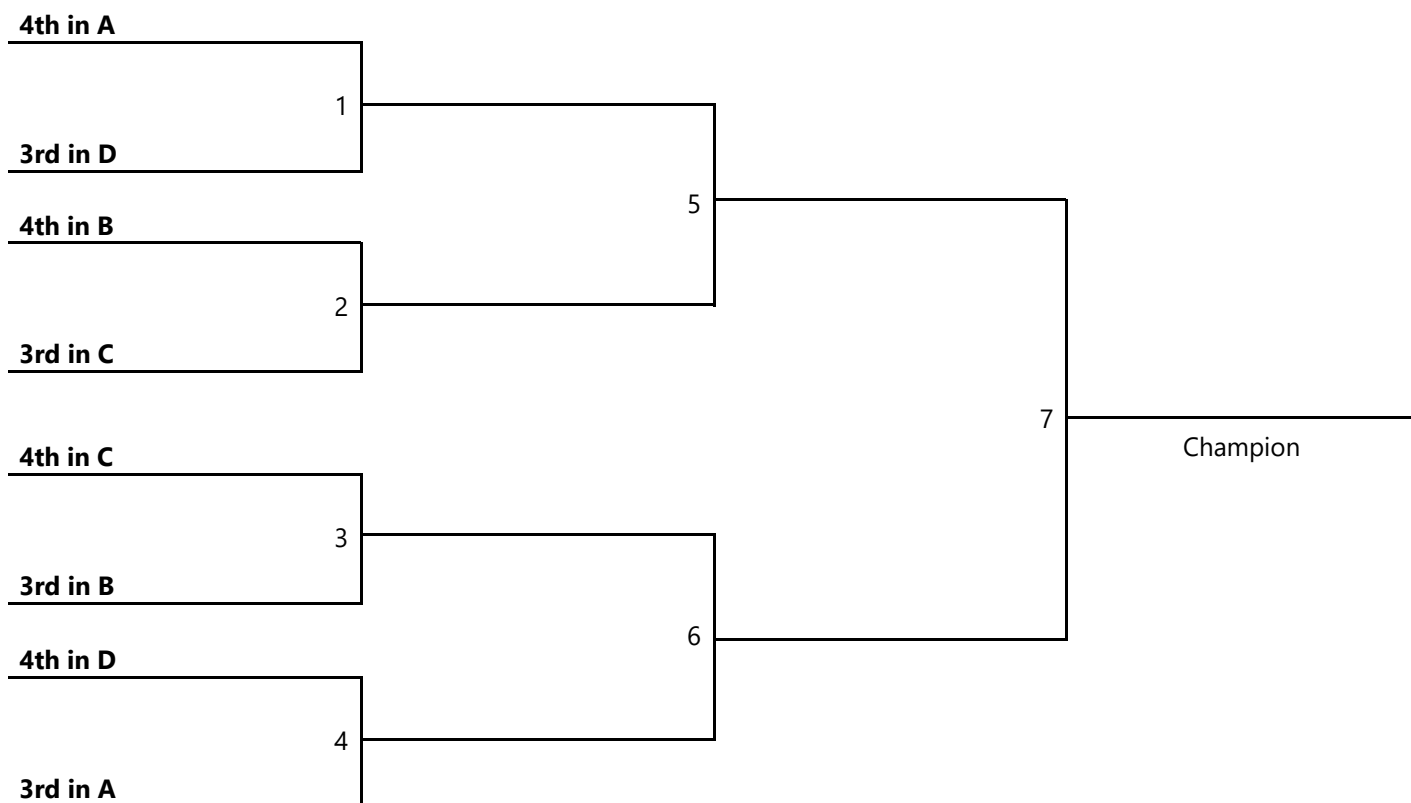 4th in A
1
3rd in D
5
4th in B
2
3rd in C
7
Champion
4th in C
3
3rd in B
6
4th in D
4
3rd in A